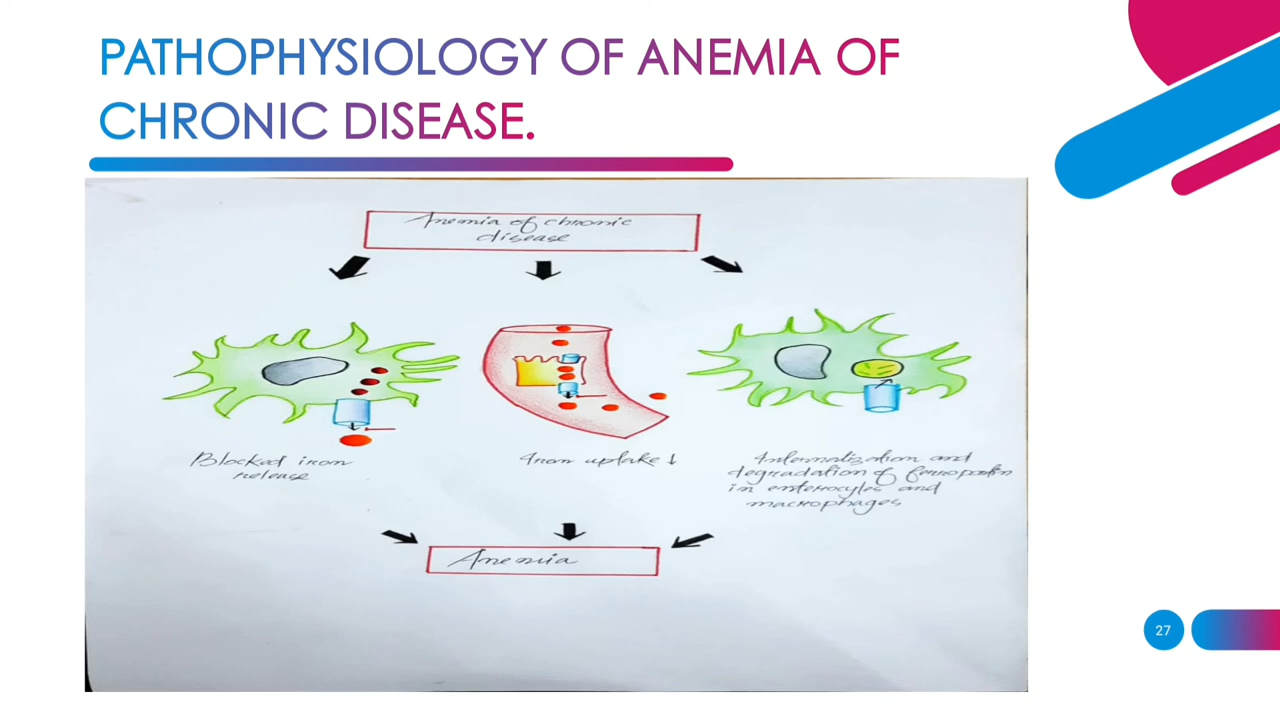 PATHOPHYSIOLOGY OF ANEMIA OF
CHRONIC DISEASE.
Anemia of chronic
disease
Blocked iron
release
Iron uptake ↓
Internalization and
degradation of ferroportin
in enterocytes and
macrophages
Anemia
27